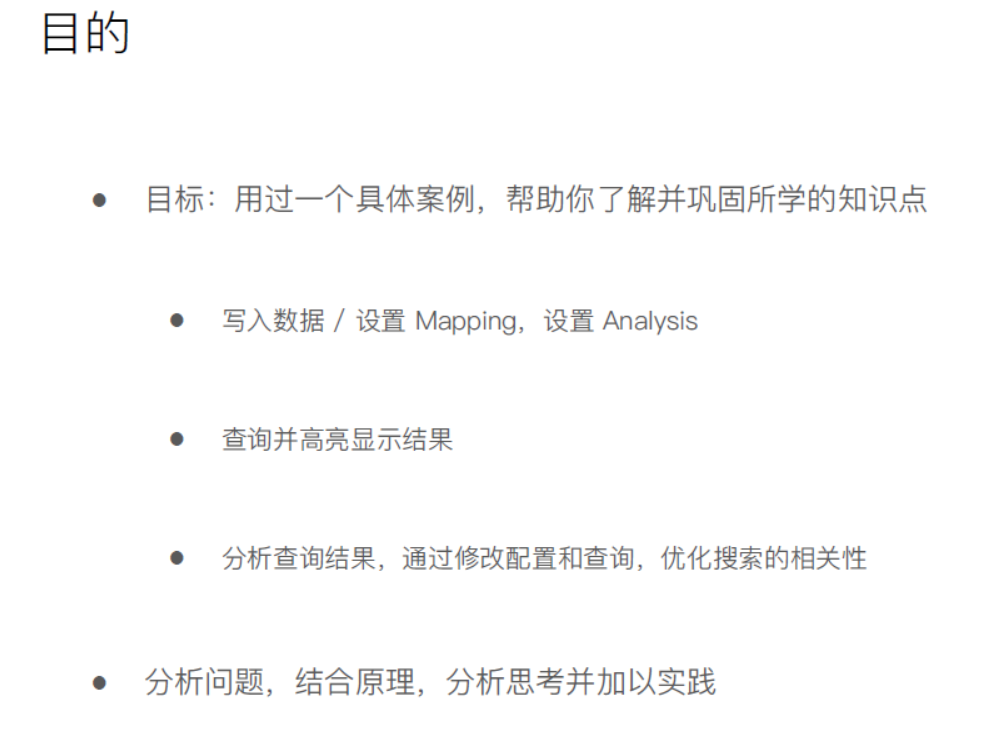 目的
● 目标：用过一个具体案例，帮助你了解并巩固所学的知识点
● 写入数据 / 设置 Mapping，设置 Analysis
● 查询并高亮显示结果
● 分析查询结果，通过修改配置和查询，优化搜索的相关性
● 分析问题，结合原理，分析思考并加以实践